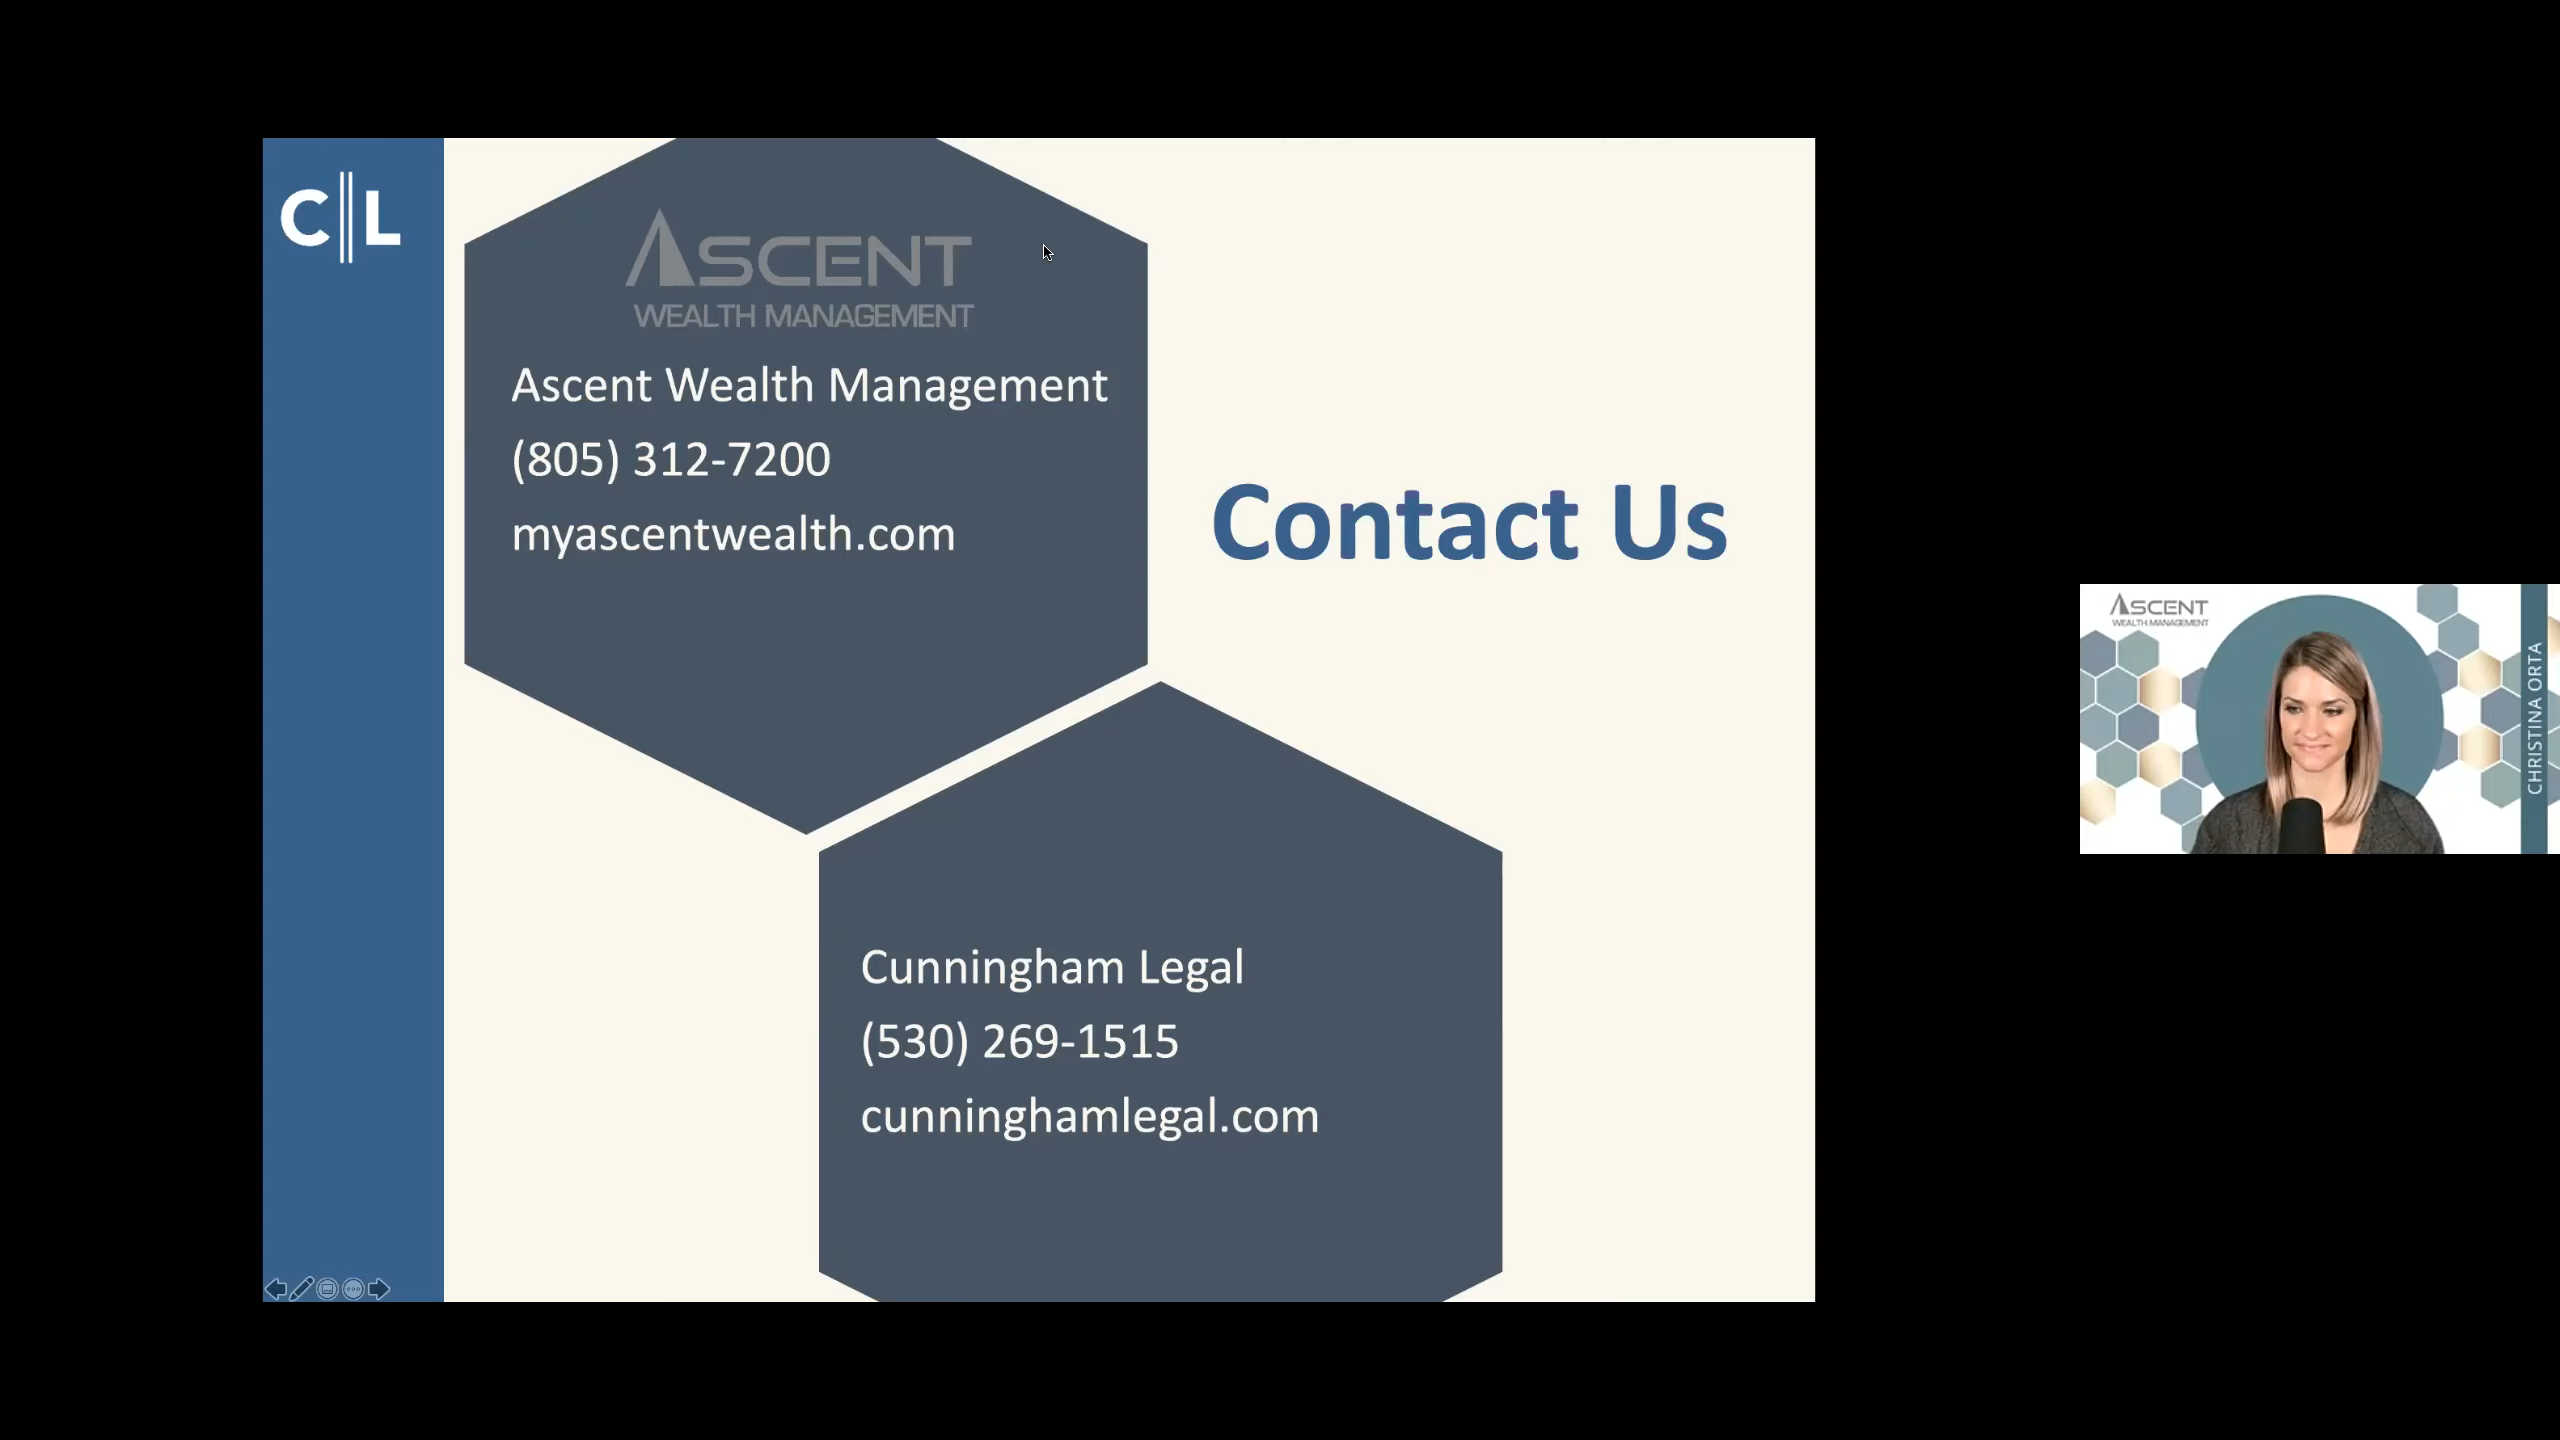 C||L
ASCENT
WEALTH MANAGEMENT
Ascent Wealth Management
(805) 312-7200
myascentwealth.com
Contact Us
Cunningham Legal
(530) 269-1515
cunninghamlegal.com
ASCENT
WEALTH MANAGEMENT
CHRISTINA ORTA